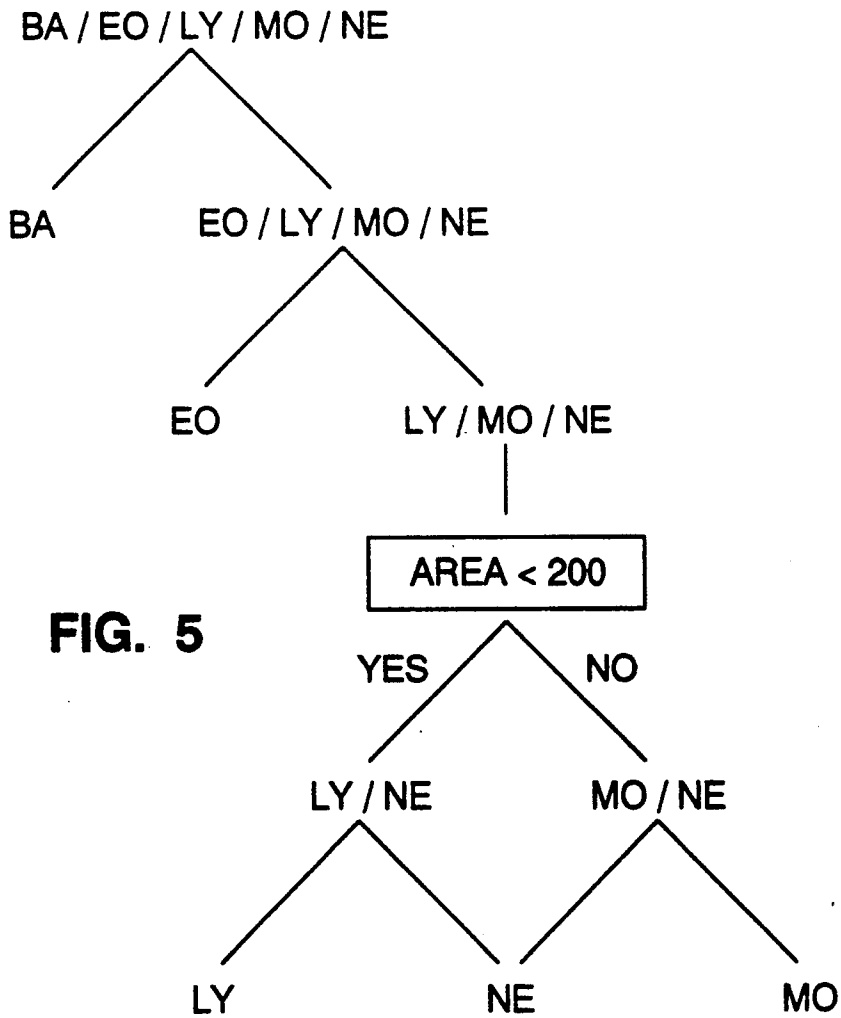 BA / EO / LY / MO / NE
BA
EO / LY / MO / NE
EO
LY / MO / NE
AREA < 200
FIG. 5
YES
NO
LY / NE
MO / NE
LY
NE
MO